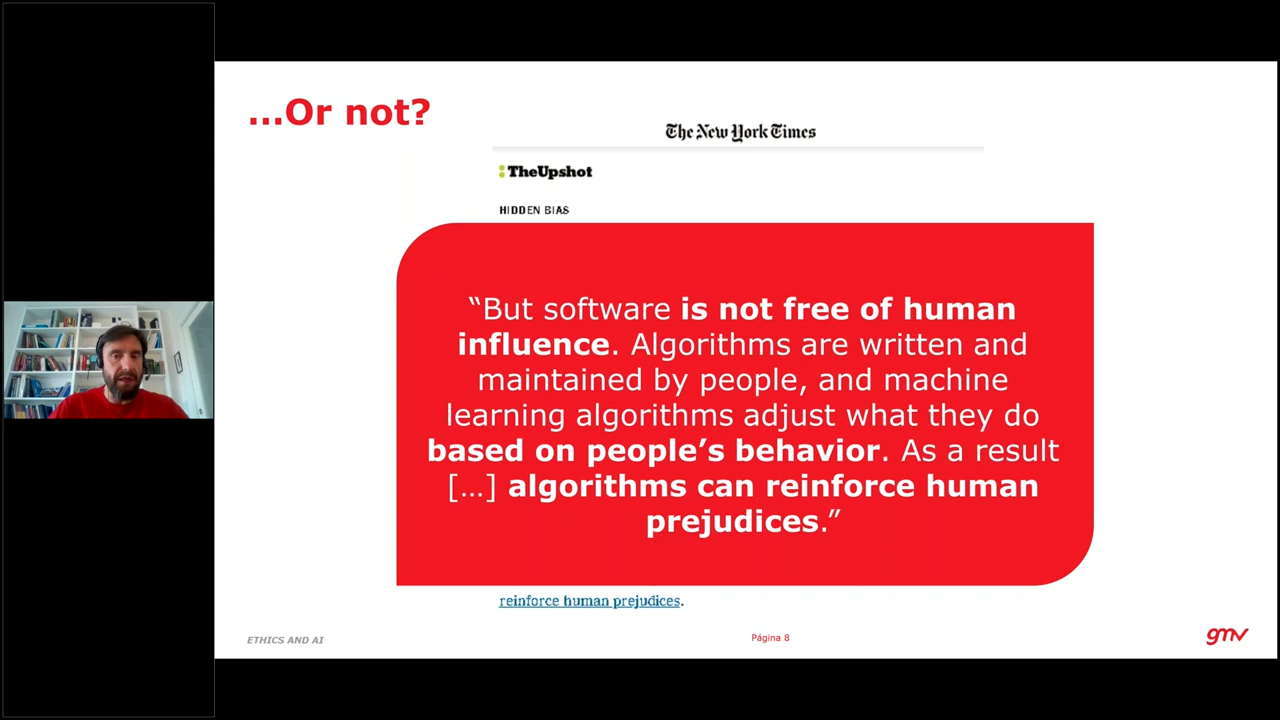 ...Or not?
The New York Times
TheUpshot
HIDDEN BIAS
“But software is not free of human
influence. Algorithms are written and
maintained by people, and machine
learning algorithms adjust what they do
based on people’s behavior. As a result
[...] algorithms can reinforce human
prejudices.”
reinforce human prejudices.
ETHICS AND AI
Página 8
gmv